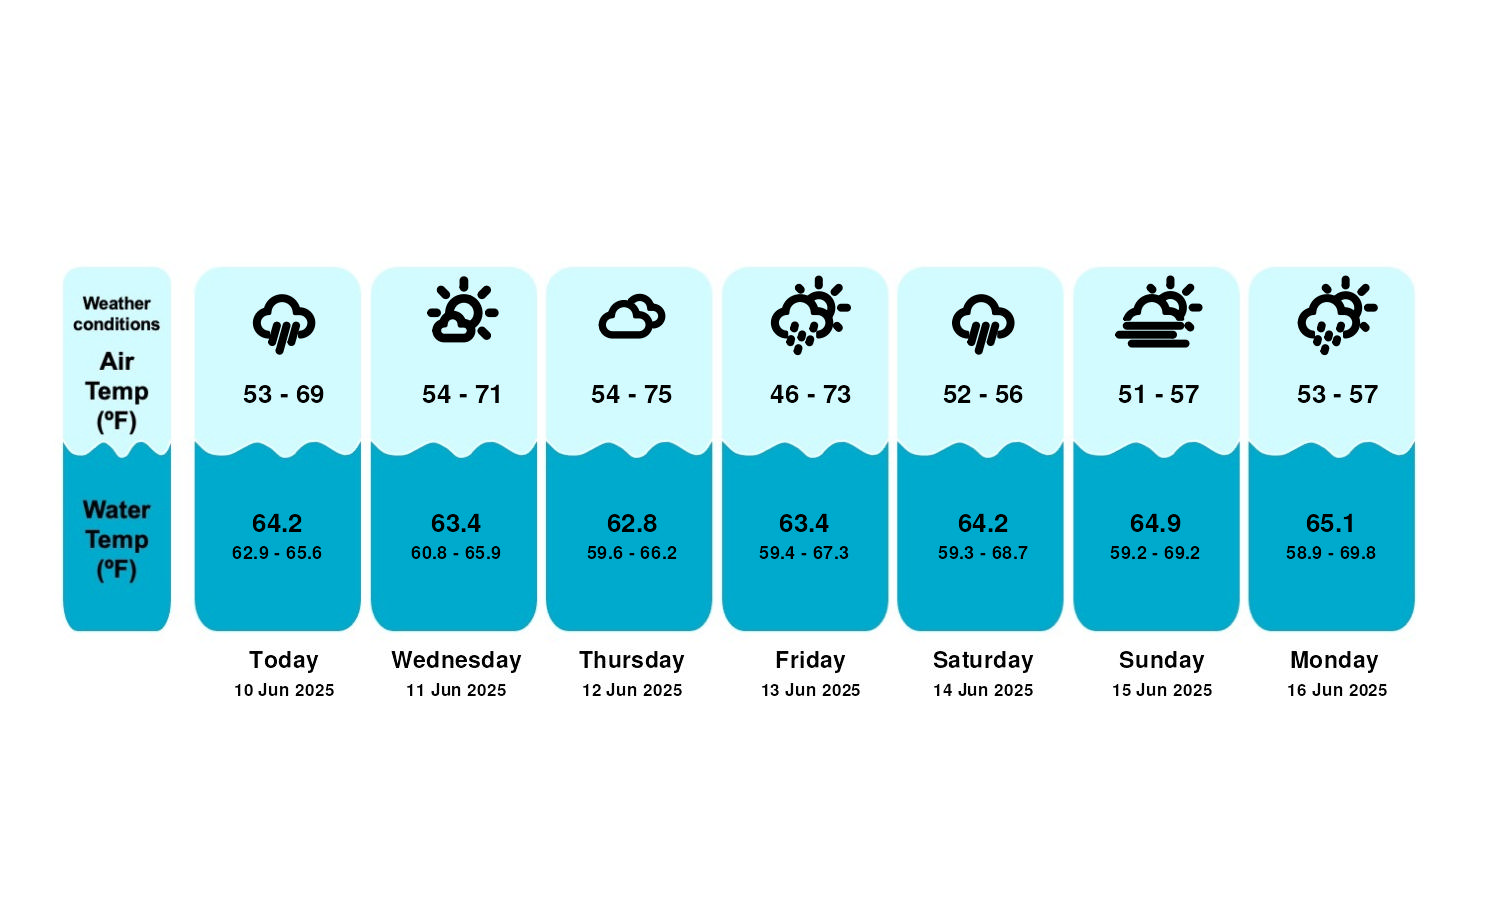 Weather
conditions
Air
Temp
(ºF)
Water
Temp
(ºF)
53 - 69
64.2
62.9 - 65.6
Today
10 Jun 2025
54 - 71
63.4
60.8 - 65.9
Wednesday
11 Jun 2025
54 - 75
62.8
59.6 - 66.2
Thursday
12 Jun 2025
46 - 73
63.4
59.4 - 67.3
Friday
13 Jun 2025
52 - 56
64.2
59.3 - 68.7
Saturday
14 Jun 2025
51 - 57
64.9
59.2 - 69.2
Sunday
15 Jun 2025
53 - 57
65.1
58.9 - 69.8
Monday
16 Jun 2025